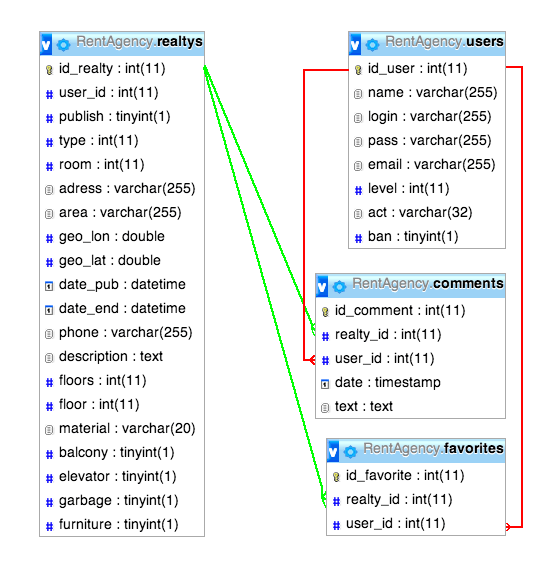 RentAgency.realtys
id_realty : int(11)
user_id : int(11)
publish : tinyint(1)
type : int(11)
room : int(11)
adress : varchar(255)
area : varchar(255)
geo_lon : double
geo_lat : double
date_pub : datetime
date_end : datetime
phone : varchar(255)
description : text
floors : int(11)
floor : int(11)
material : varchar(20)
balcony : tinyint(1)
elevator : tinyint(1)
garbage : tinyint(1)
furniture : tinyint(1)
RentAgency.users
id_user : int(11)
name : varchar(255)
login : varchar(255)
pass : varchar(255)
email : varchar(255)
level : int(11)
act : varchar(32)
ban : tinyint(1)
RentAgency.comments
id_comment : int(11)
realty_id : int(11)
user_id : int(11)
date : timestamp
text : text
RentAgency.favorites
id_favorite : int(11)
realty_id : int(11)
user_id : int(11)